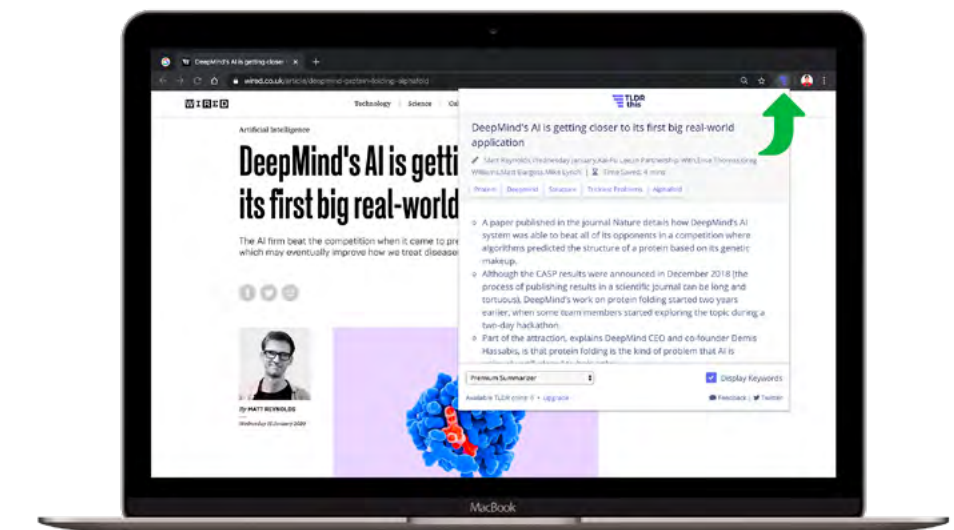 DeepMind's AI is getting closer
wired.co.uk/article/deepmind-protein-folding-alphafold
WIRED
Technology
Science
TLDR
this
Artificial Intelligence
DeepMind's AI is getti
its first big real-world
The AI firm beat the competition when it came to pre
which may eventually improve how we treat disease
By MATT REYNOLDS
Wednesday 15 January 2020
DeepMind's AI is getting closer to its first big real-world
application
Time Saved: 4 mins
Protein
DeepMind
Structure
Trickiest Problems
Alphafold
A paper published in the journal Nature details how DeepMind's AI
system was able to beat all of its opponents in a competition where
algorithms predicted the structure of a protein based on its genetic
makeup.
Although the CASP results were announced in December 2018 (the
process of publishing results in a scientific journal can be long and
tortuous), DeepMind's work on protein folding started two years
earlier, when some team members started exploring the topic during a
two-day hackathon.
Part of the attraction, explains DeepMind CEO and co-founder Demis
Hassabis, is that protein folding is the kind of problem that AI is
Premium Summarizer
Display Keywords
Upgrade
Feedback | Twitter
MacBook